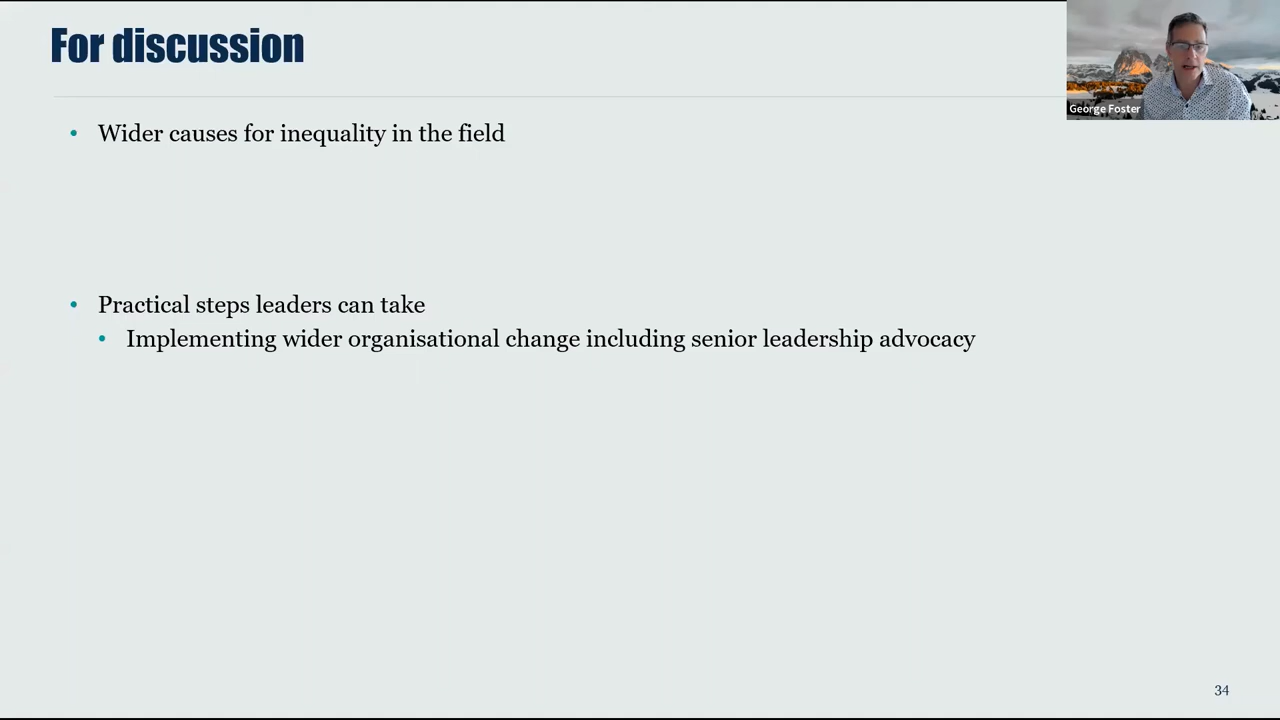 For discussion
George Foster
• Wider causes for inequality in the field
• Practical steps leaders can take
• Implementing wider organisational change including senior leadership advocacy
34